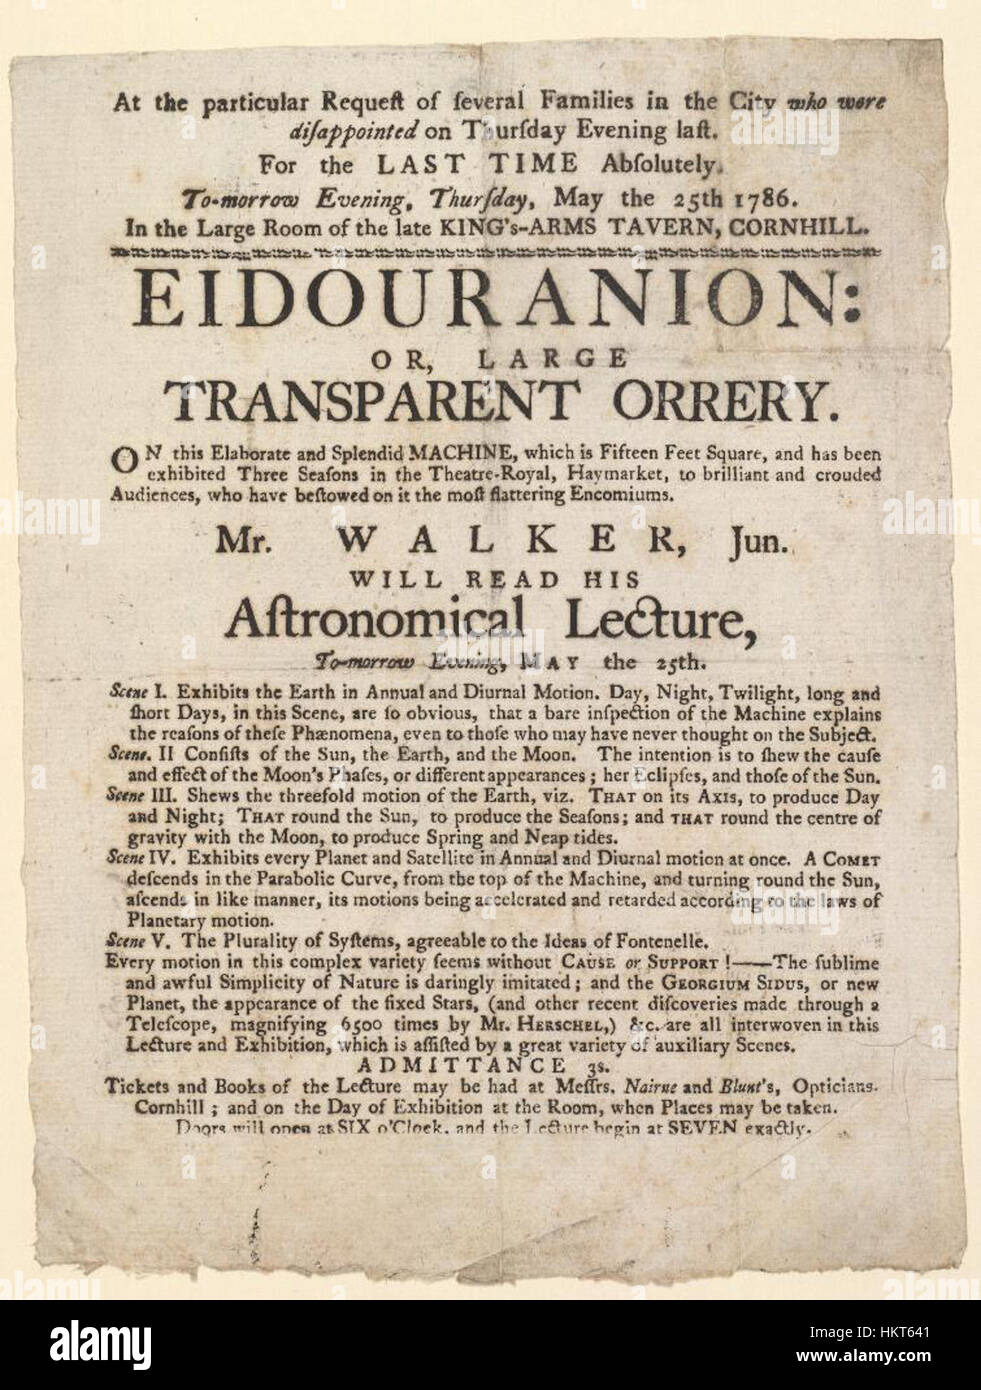 At the particular Requeſt of ſeveral Families in the City who were
diſappointed on Thurſday Evening laſt.
For the LAST TIME Abſolutely.
To-morrow Evening, Thurſday, May the 25th 1786.
In the Large Room of the late KING's-ARMS TAVERN, CORNHILL.
EIDOURANION:
OR, LARGE
TRANSPARENT ORRERY.
ON this Elaborate and Splendid MACHINE, which is Fifteen Feet Square, and has been
exhibited Three Seaſons in the Theatre-Royal, Haymarket, to brilliant and crouded
Audiences, who have beſtowed on it the moſt flattering Encomiums.
Mr. WALKER, Jun.
WILL READ HIS
Aſtronomical Lecture,
To-morrow Evening, MAY the 25th.
Scene I. Exhibits the Earth in Annual and Diurnal Motion. Day, Night, Twilight, long and
ſhort Days, in this Scene, are ſo obvious, that a bare inſpection of the Machine explains
the reaſons of theſe Phænomena, even to thoſe who may have never thought on the Subject.
Scene. II Conſiſts of the Sun, the Earth, and the Moon. The intention is to ſhew the cauſe
and effect of the Moon's Phaſes, or different appearances; her Eclipſes, and thoſe of the Sun.
Scene III. Shews the threefold motion of the Earth, viz. THAT on its AXIS, to produce Day
and Night; THAT round the Sun, to produce the Seaſons; and THAT round the centre of
gravity with the Moon, to produce Spring and Neap tides.
Scene IV. Exhibits every Planet and Satellite in Annual and Diurnal motion at once. A COMET
deſcends in the Parabolic Curve, from the top of the Machine, and turning round the Sun,
aſcends in like manner, its motions being accelerated and retarded according to the laws of
Planetary motion.
Scene V. The Plurality of Syſtems, agreeable to the Ideas of Fontenelle.
Every motion in this complex variety ſeems without CAUSE or SUPPORT!——The ſublime
and awful Simplicity of Nature is daringly imitated; and the GEORGIUM SIDUS, or new
Planet, the appearance of the fixed Stars, (and other recent diſcoveries made through a
Teleſcope, magnifying 6500 times by Mr. HERSCHEL,) &c. are all interwoven in this
Lecture and Exhibition, which is aſſiſted by a great variety of auxiliary Scenes.
ADMITTANCE 3s.
Tickets and Books of the Lecture may be had at Meſſrs. Nairne and Blunt's, Opticians.
Cornhill; and on the Day of Exhibition at the Room, when Places may be taken.
Doors will open at SIX o'Clock, and the Lecture begin at SEVEN exactly.
alamy
Image ID: HKT641
www.alamy.com